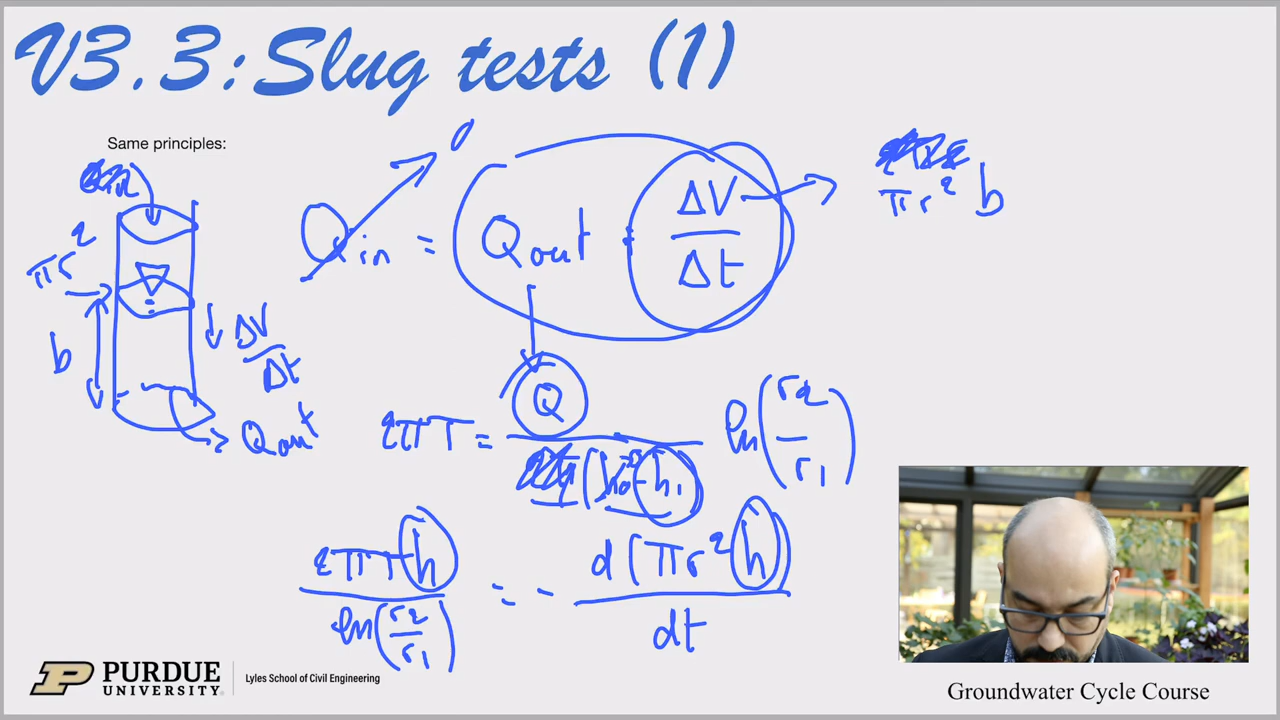 V3.3: Slug tests (1)
Same principles:
πr²
b
ΔV
Δt
Qout
Qin = Qout + ΔV/Δt
0
πr² b
2πT = Q/(h₀-h₁) ln(r2/r1)
2πTh/ln(r2/r1) = - d(πr²h)/dt
PURDUE UNIVERSITY
Lyles School of Civil Engineering
Groundwater Cycle Course